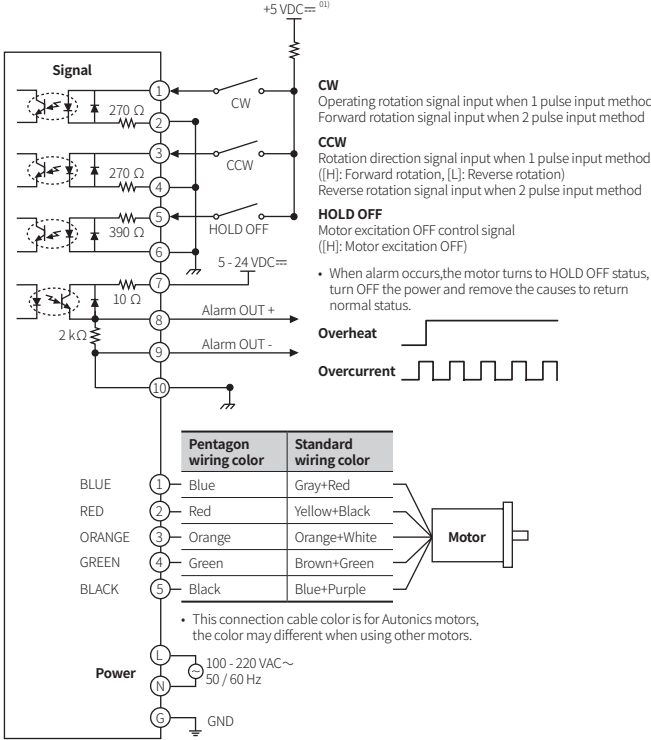 +5 VDC⎓ 01)
Signal
1
CW
270 Ω
2
3
CCW
270 Ω
4
5
HOLD OFF
390 Ω
6
5 - 24 VDC⎓
7
10 Ω
8
Alarm OUT +
2 kΩ
9
Alarm OUT -
10
CW
Operating rotation signal input when 1 pulse input method
Forward rotation signal input when 2 pulse input method
CCW
Rotation direction signal input when 1 pulse input method
([H]: Forward rotation, [L]: Reverse rotation)
Reverse rotation signal input when 2 pulse input method
HOLD OFF
Motor excitation OFF control signal
([H]: Motor excitation OFF)
• When alarm occurs,the motor turns to HOLD OFF status,
turn OFF the power and remove the causes to return
normal status.
Overheat
Overcurrent
Pentagon wiring color Standard wiring color
BLUE 1 Blue Gray+Red
RED 2 Red Yellow+Black
ORANGE 3 Orange Orange+White
GREEN 4 Green Brown+Green
BLACK 5 Black Blue+Purple
Motor
• This connection cable color is for Autonics motors,
the color may different when using other motors.
Power
L
N
100 - 220 VAC～
50 / 60 Hz
G GND